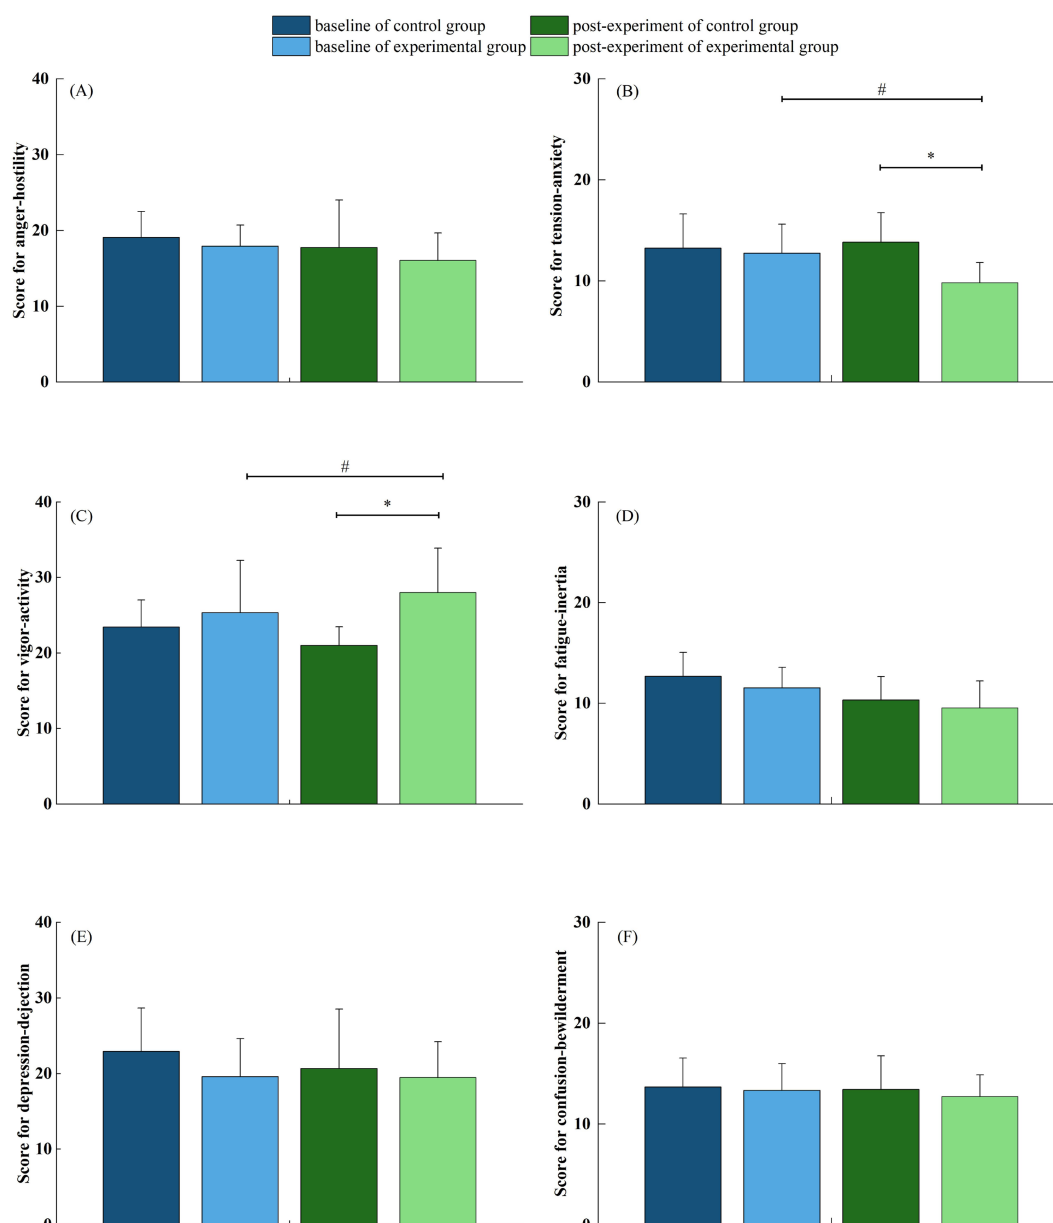 baseline of control group
post-experiment of control group
baseline of experimental group
post-experiment of experimental group
(A)
Score for anger-hostility
40
30
20
10
0
(B)
Score for tension-anxiety
30
20
10
0
#
*
(C)
Score for vigor-activity
40
30
20
10
0
#
*
(D)
Score for fatigue-inertia
30
20
10
0
(E)
Score for depression-dejection
40
30
20
10
0
(F)
Score for confusion-bewilderment
30
20
10
0